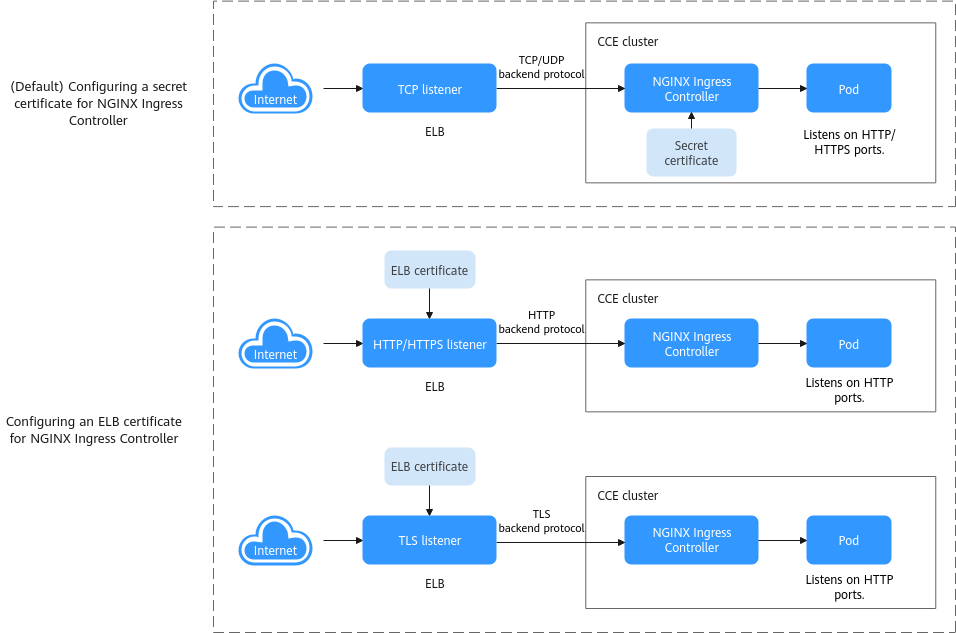 (Default) Configuring a secret
certificate for NGINX Ingress
Controller
Internet
TCP listener
ELB
TCP/UDP
backend protocol
CCE cluster
NGINX Ingress
Controller
Secret
certificate
Pod
Listens on HTTP/
HTTPS ports.
Configuring an ELB certificate
for NGINX Ingress Controller
ELB certificate
Internet
HTTP/HTTPS listener
ELB
HTTP
backend protocol
CCE cluster
NGINX Ingress
Controller
Pod
Listens on HTTP
ports.
ELB certificate
Internet
TLS listener
ELB
TLS
backend protocol
CCE cluster
NGINX Ingress
Controller
Pod
Listens on HTTP
ports.